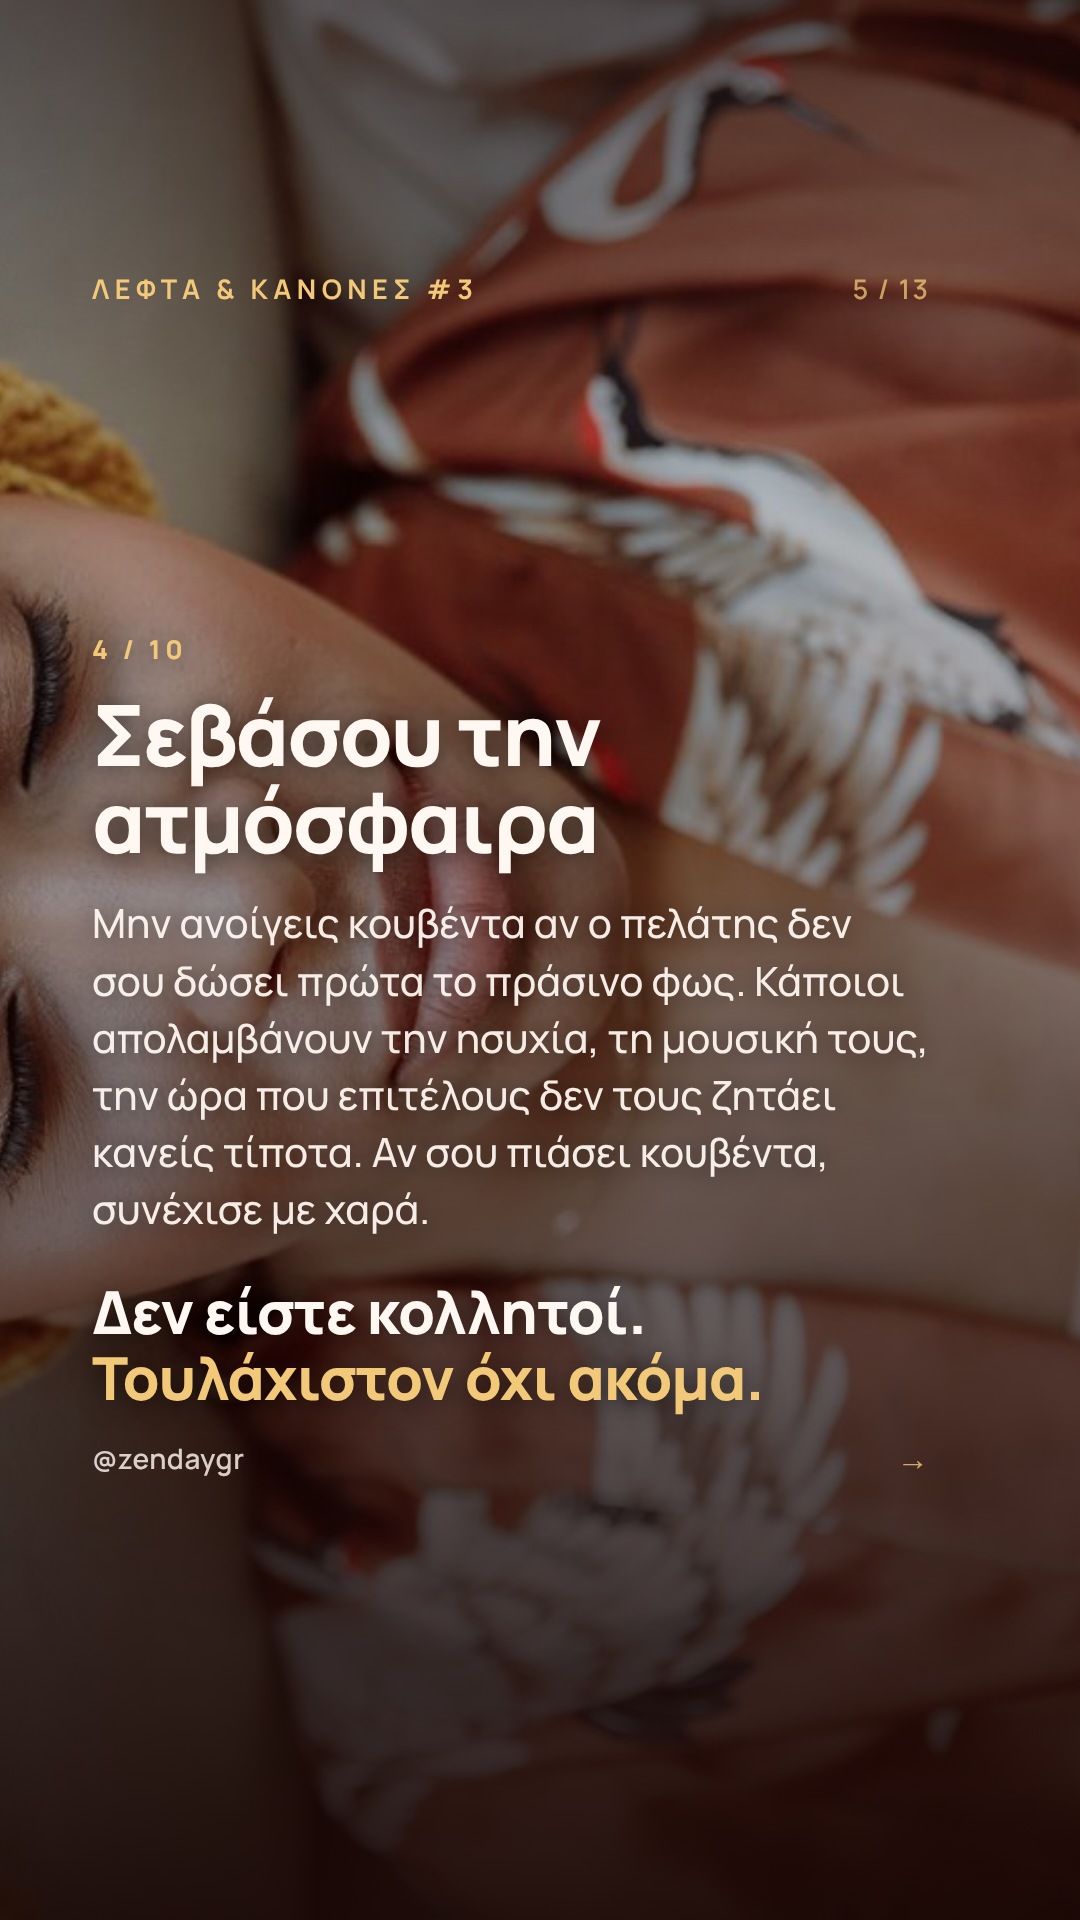 ΛΕΦΤΑ & ΚΑΝΟΝΕΣ #3
5 / 13
4 / 10
Σεβάσου την
ατμόσφαιρα
Μην ανοίγεις κουβέντα αν ο πελάτης δεν
σου δώσει πρώτα το πράσινο φως. Κάποιοι
απολαμβάνουν την ησυχία, τη μουσική τους,
την ώρα που επιτέλους δεν τους ζητάει
κανείς τίποτα. Αν σου πιάσει κουβέντα,
συνέχισε με χαρά.
Δεν είστε κολλητοί.
Τουλάχιστον όχι ακόμα.
@zendaygr
→